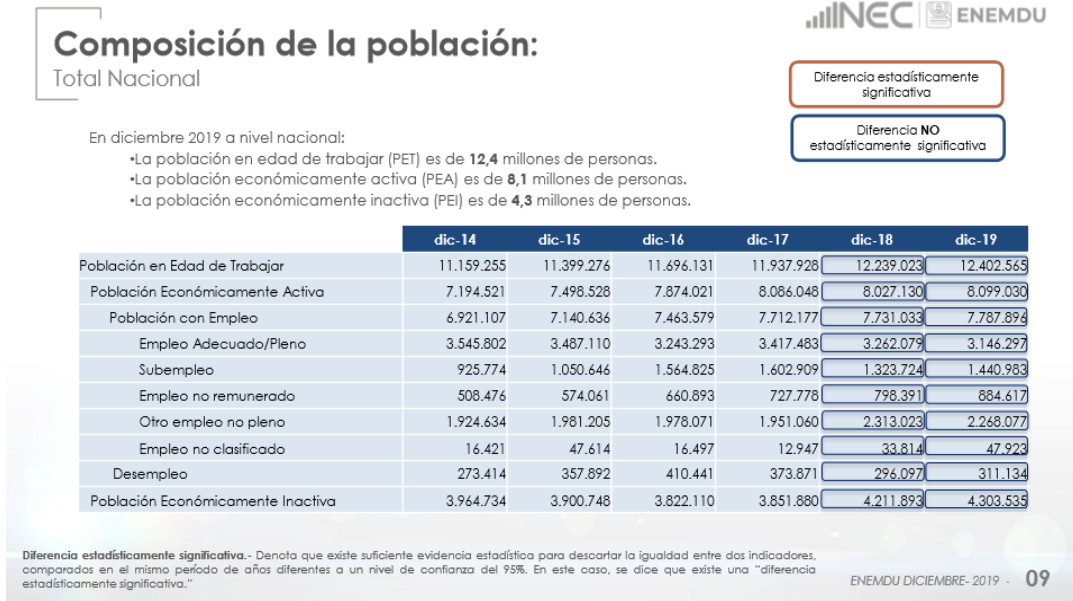 INEC ENEMDU
Composición de la población:
Total Nacional
Diferencia estadísticamente
significativa
Diferencia NO
estadísticamente significativa
En diciembre 2019 a nivel nacional:
•La población en edad de trabajar (PET) es de 12,4 millones de personas.
•La población económicamente activa (PEA) es de 8,1 millones de personas.
•La población económicamente inactiva (PEI) es de 4,3 millones de personas.
dic-14 dic-15 dic-16 dic-17 dic-18 dic-19
Población en Edad de Trabajar 11.159.255 11.399.276 11.696.131 11.937.928 12.239.023 12.402.565
Población Económicamente Activa 7.194.521 7.498.528 7.874.021 8.086.048 8.027.130 8.099.030
Población con Empleo 6.921.107 7.140.636 7.463.579 7.712.177 7.731.033 7.787.896
Empleo Adecuado/Pleno 3.545.802 3.487.110 3.243.293 3.417.483 3.262.079 3.146.297
Subempleo 925.774 1.050.646 1.564.825 1.602.909 1.323.724 1.440.983
Empleo no remunerado 508.476 574.061 660.893 727.778 798.391 884.617
Otro empleo no pleno 1.924.634 1.981.205 1.978.071 1.951.060 2.313.023 2.268.077
Empleo no clasificado 16.421 47.614 16.497 12.947 33.814 47.923
Desempleo 273.414 357.892 410.441 373.871 296.097 311.134
Población Económicamente Inactiva 3.964.734 3.900.748 3.822.110 3.851.880 4.211.893 4.303.535
Diferencia estadísticamente significativa.- Denota que existe suficiente evidencia estadística para descartar la igualdad entre dos indicadores,
comparados en el mismo período de años diferentes a un nivel de confianza del 95%. En este caso, se dice que existe una "diferencia
estadísticamente significativa."
ENEMDU DICIEMBRE- 2019 - 09